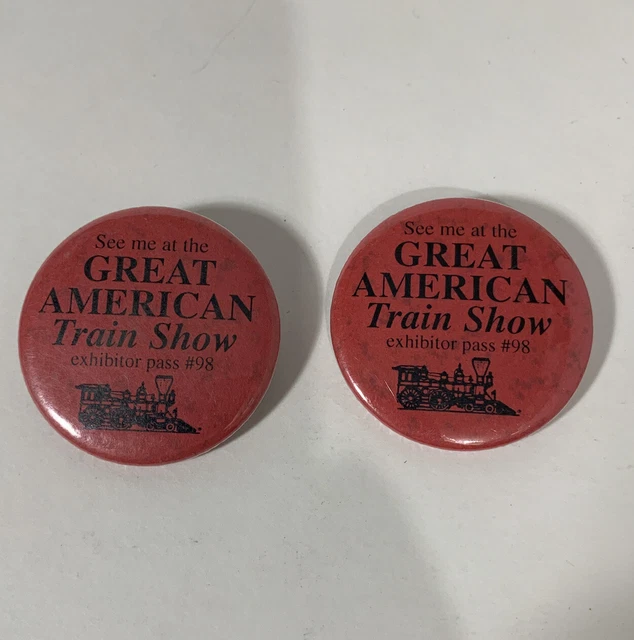 See me at the
GREAT
AMERICAN
Train Show
exhibitor pass #98
See me at the
GREAT
AMERICAN
Train Show
exhibitor pass #98